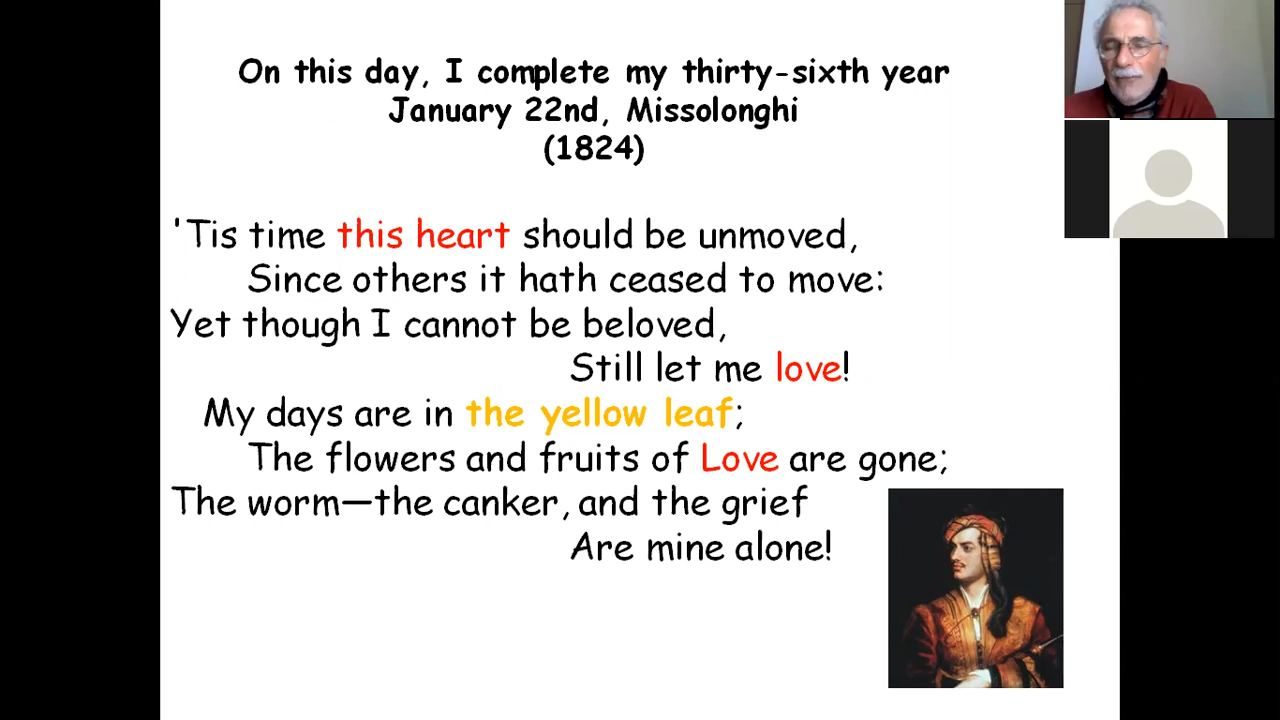 On this day, I complete my thirty-sixth year
January 22nd, Missolonghi
(1824)
'Tis time this heart should be unmoved,
Since others it hath ceased to move:
Yet though I cannot be beloved,
Still let me love!
My days are in the yellow leaf;
The flowers and fruits of Love are gone;
The worm—the canker, and the grief
Are mine alone!